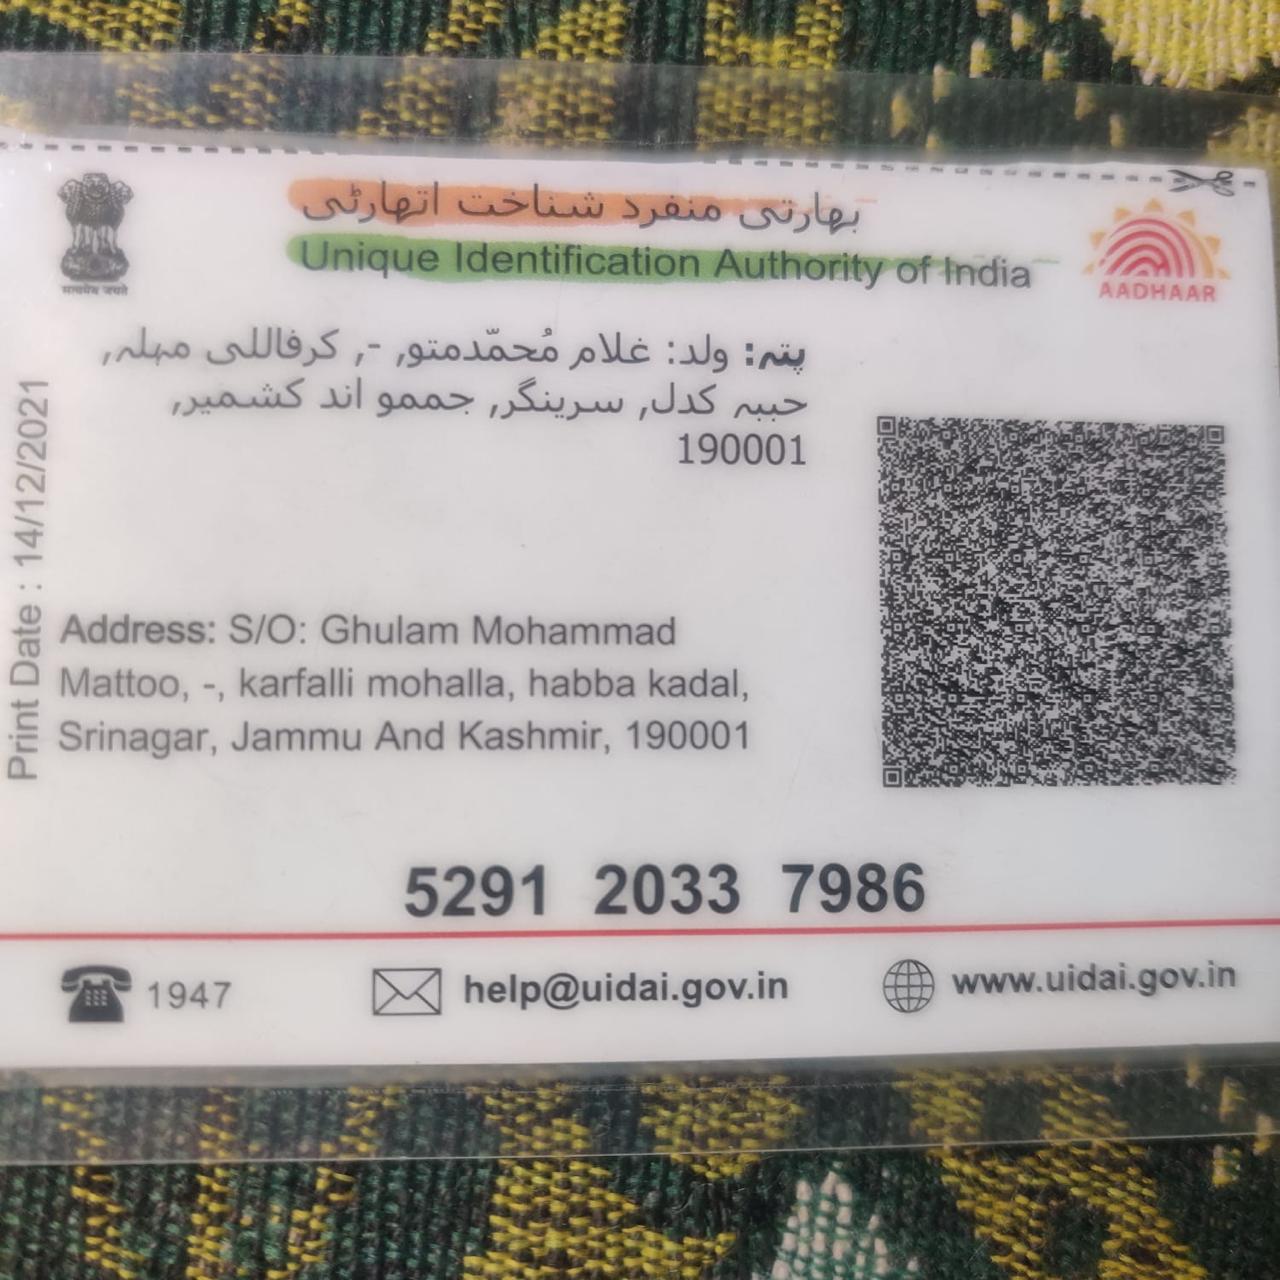 بھارتی منفرد شناخت اتھارٹی
Unique Identification Authority of India
AADHAAR
सत्यमेव जयते
پتہ: ولد: غلام مُحمّدمتو, -, کرفاللی مہلہ,
حببہ کدل, سرینگر, جممو اند کشمیر,
190001
Print Date : 14/12/2021
Address: S/O: Ghulam Mohammad
Mattoo, -, karfalli mohalla, habba kadal,
Srinagar, Jammu And Kashmir, 190001
5291 2033 7986
1947
help@uidai.gov.in
www.uidai.gov.in